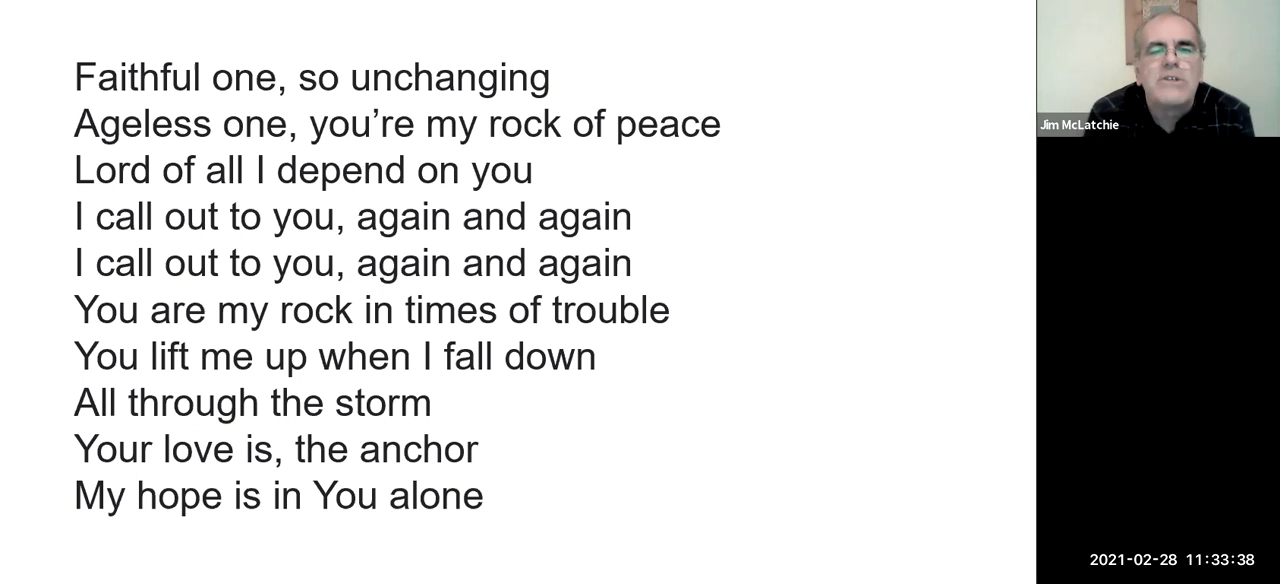 Faithful one, so unchanging
Ageless one, you’re my rock of peace
Lord of all I depend on you
I call out to you, again and again
I call out to you, again and again
You are my rock in times of trouble
You lift me up when I fall down
All through the storm
Your love is, the anchor
My hope is in You alone
Jim McLatchie
2021-02-28 11:33:38